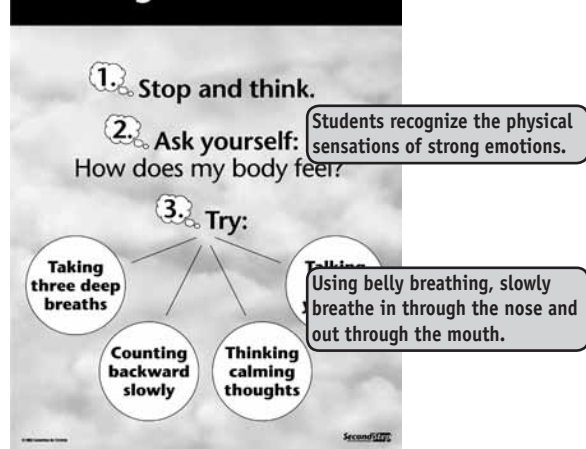 1. Stop and think.
2. Ask yourself:
How does my body feel?
Students recognize the physical
sensations of strong emotions.
3. Try:
Taking
three deep
breaths
Counting
backward
slowly
Thinking
calming
thoughts
Talking
Using belly breathing, slowly
breathe in through the nose and
out through the mouth.
Second Step